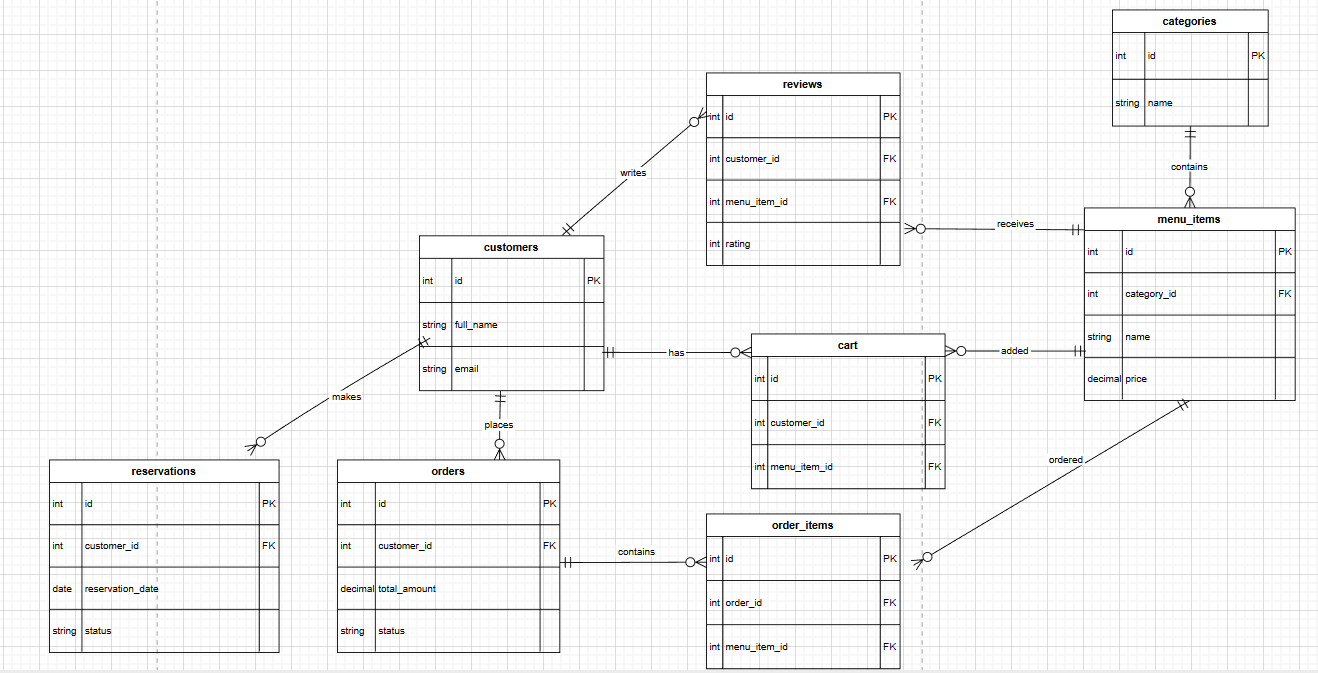 categories
int id PK
string name
contains
reviews
int id PK
int customer_id FK
int menu_item_id FK
int rating
writes
receives
menu_items
int id PK
int category_id FK
string name
decimal price
customers
int id PK
string full_name
string email
has
cart
int id PK
int customer_id FK
int menu_item_id FK
added
makes
places
ordered
reservations
int id PK
int customer_id FK
date reservation_date
string status
orders
int id PK
int customer_id FK
decimal total_amount
string status
contains
order_items
int id PK
int order_id FK
int menu_item_id FK